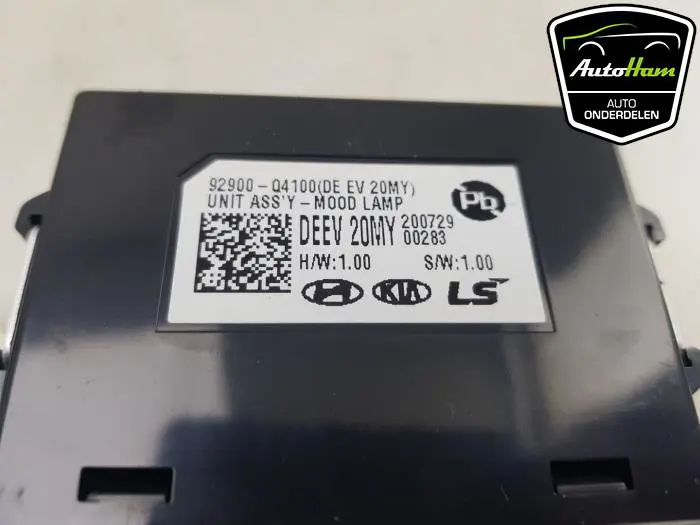 AutoHam
AUTO
ONDERDELEN
92900-Q4100(DE EV 20MY)
UNIT ASS'Y-MOOD LAMP
Pb
DEEV 20MY 200729
00283
H/W:1.00 S/W:1.00
KIA LS